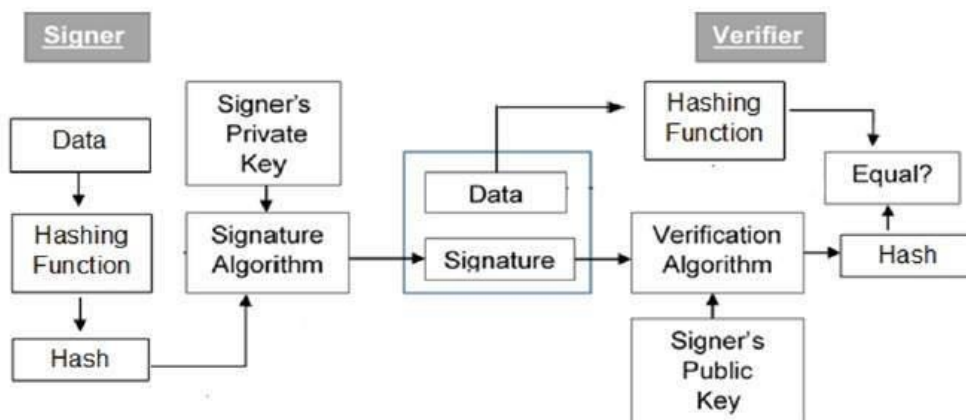 Signer
Verifier
Signer's
Private
Key
Hashing
Function
Data
Data
Equal?
Hashing
Function
Signature
Algorithm
Signature
Verification
Algorithm
Hash
Hash
Signer's
Public
Key